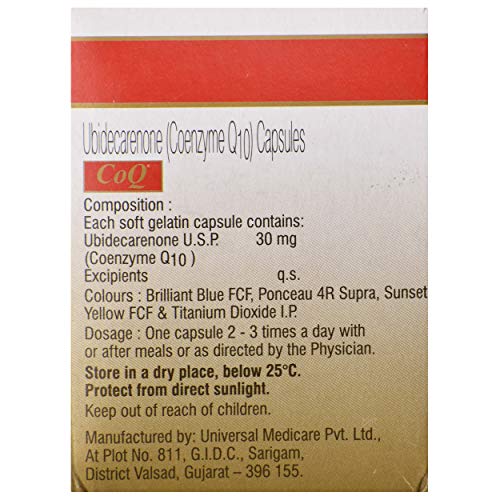 Ubidecarenone (Coenzyme Q10) Capsules
CoQ
Composition :
Each soft gelatin capsule contains:
Ubidecarenone U.S.P. 30 mg
(Coenzyme Q10 )
Excipients q.s.
Colours : Brilliant Blue FCF, Ponceau 4R Supra, Sunset
Yellow FCF & Titanium Dioxide I.P.
Dosage : One capsule 2 - 3 times a day with
or after meals or as directed by the Physician.
Store in a dry place, below 25°C.
Protect from direct sunlight.
Keep out of reach of children.
Manufactured by: Universal Medicare Pvt. Ltd.,
At Plot No. 811, G.I.D.C., Sarigam,
District Valsad, Gujarat – 396 155.